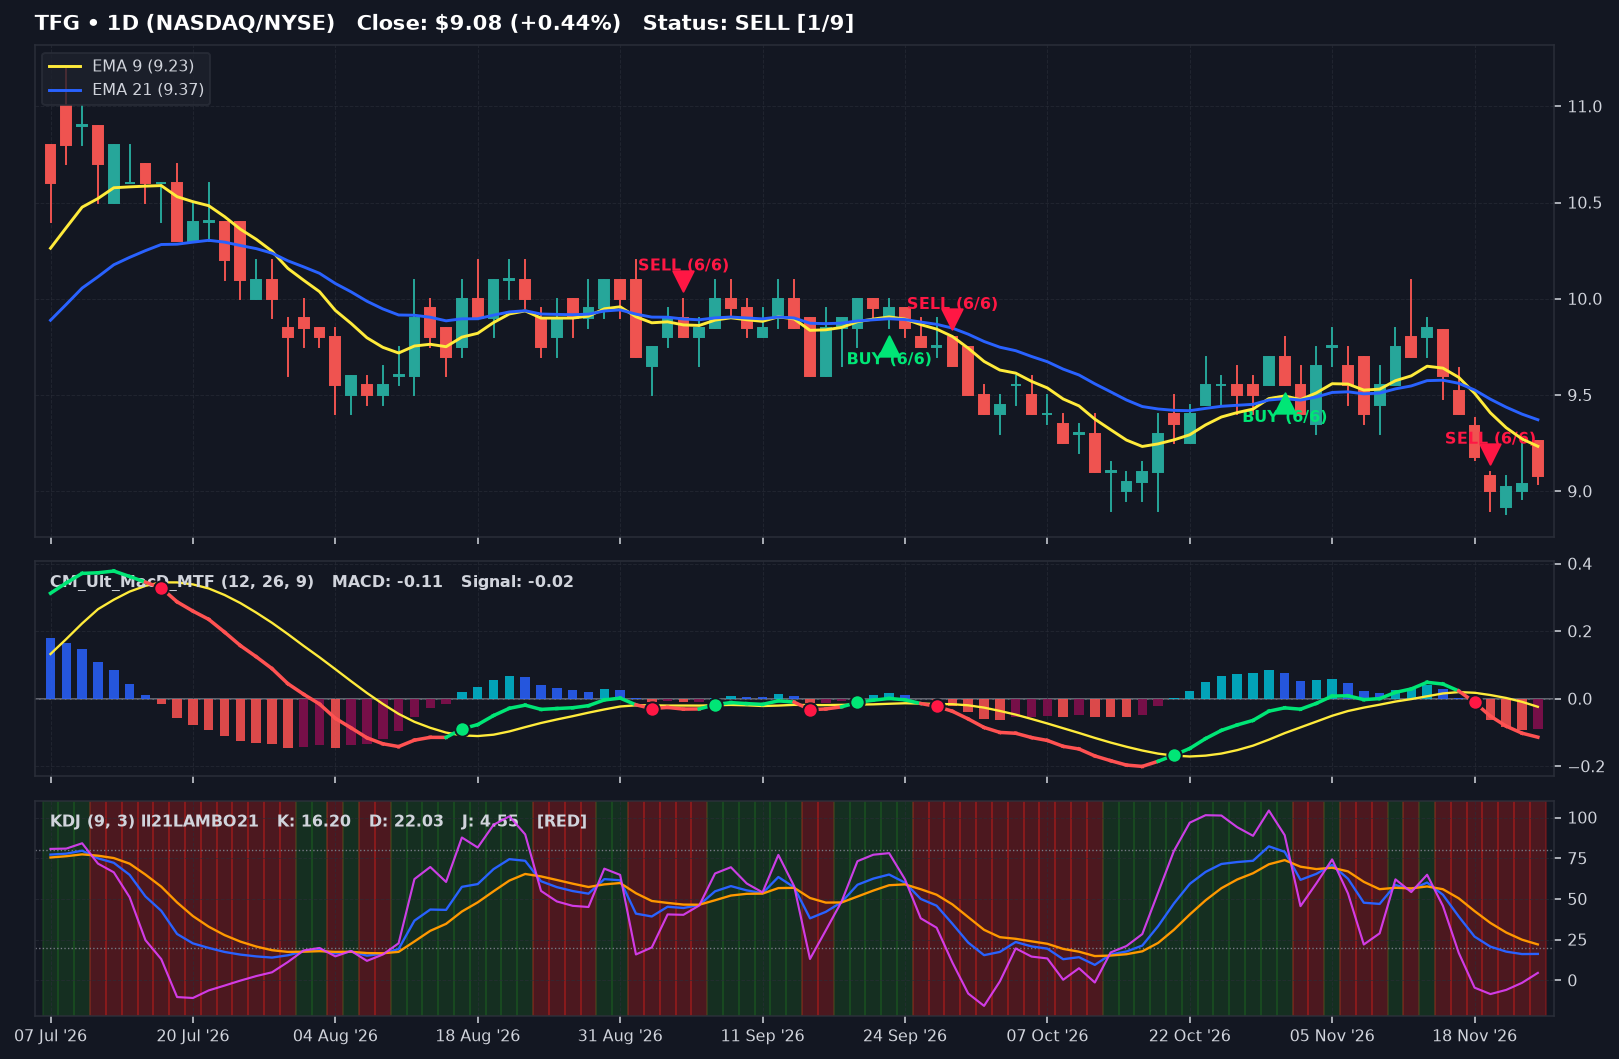 TFG • 1D (NASDAQ/NYSE)   Close: $9.08 (+0.44%)   Status: SELL [1/9]
EMA 9 (9.23)
EMA 21 (9.37)
11.0
10.5
10.0
9.5
9.0
SELL (6/6)
SELL (6/6)
BUY (6/6)
BUY (6/6)
SELL (6/6)
CM_Ult_MacD_MTF (12, 26, 9)   MACD: -0.11   Signal: -0.02
0.4
0.2
0.0
−0.2
KDJ (9, 3) II21LAMBO21   K: 16.20   D: 22.03   J: 4.55   [RED]
100
75
50
25
0
07 Jul '26   20 Jul '26   04 Aug '26   18 Aug '26   31 Aug '26   11 Sep '26   24 Sep '26   07 Oct '26   22 Oct '26   05 Nov '26   18 Nov '26